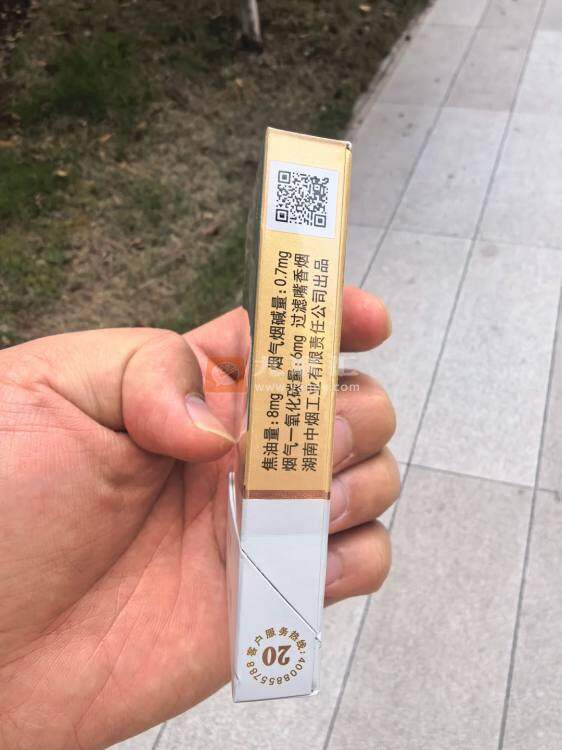 焦油量:8mg 烟气烟碱量:0.7mg
烟气一氧化碳量:6mg 过滤嘴香烟
湖南中烟工业有限责任公司出品
客户服务热线:4008855788
20